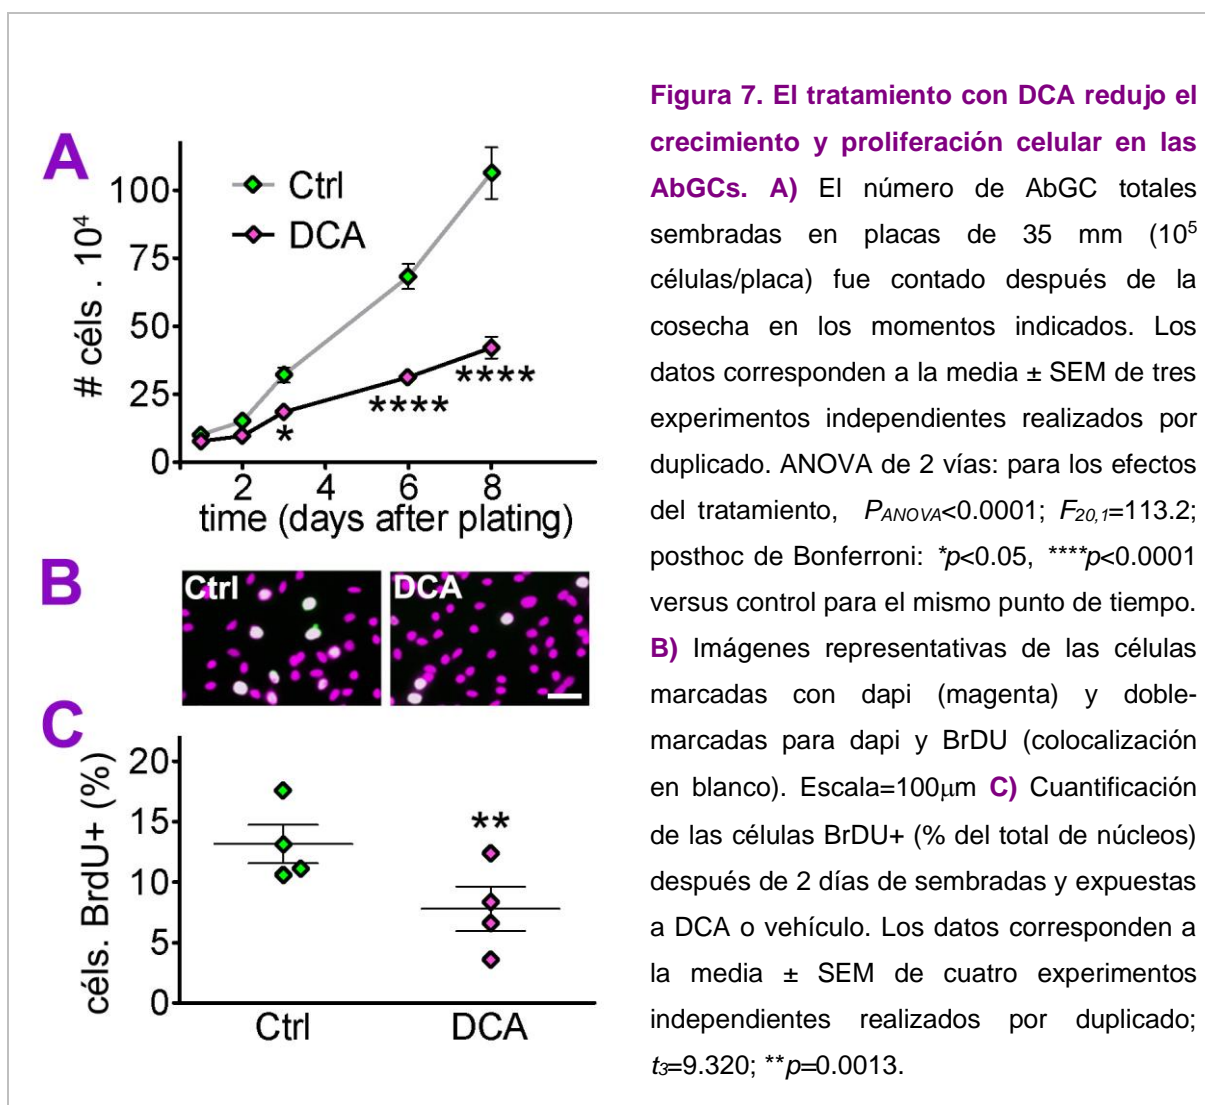 A
100
75
50
25
0
# céls . 10⁴
Ctrl
DCA
*
****
****
2 4 6 8
time (days after plating)
B
Ctrl
DCA
C
20
15
10
5
0
céls. BrdU+ (%)
**
Ctrl DCA
Figura 7. El tratamiento con DCA redujo el
crecimiento y proliferación celular en las
AbGCs. A) El número de AbGC totales
sembradas en placas de 35 mm (10⁵
células/placa) fue contado después de la
cosecha en los momentos indicados. Los
datos corresponden a la media ± SEM de tres
experimentos independientes realizados por
duplicado. ANOVA de 2 vías: para los efectos
del tratamiento, PANOVA<0.0001; F20,1=113.2;
posthoc de Bonferroni: *p<0.05, ****p<0.0001
versus control para el mismo punto de tiempo.
B) Imágenes representativas de las células
marcadas con dapi (magenta) y doble-
marcadas para dapi y BrDU (colocalización
en blanco). Escala=100μm C) Cuantificación
de las células BrDU+ (% del total de núcleos)
después de 2 días de sembradas y expuestas
a DCA o vehículo. Los datos corresponden a
la media ± SEM de cuatro experimentos
independientes realizados por duplicado;
t3=9.320; **p=0.0013.